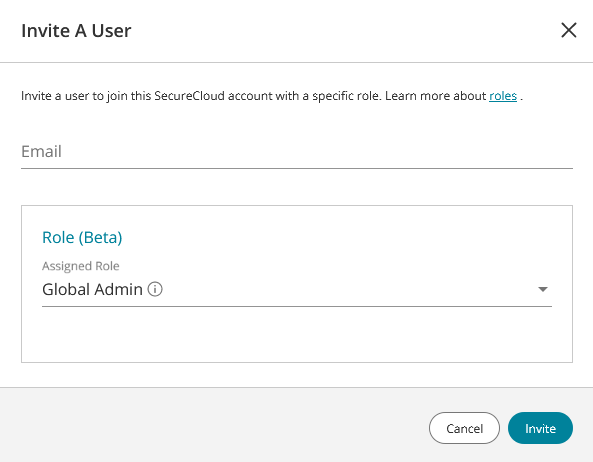 Invite A User
Invite a user to join this SecureCloud account with a specific role. Learn more about roles .
Email
Role (Beta)
Assigned Role
Global Admin
Cancel
Invite